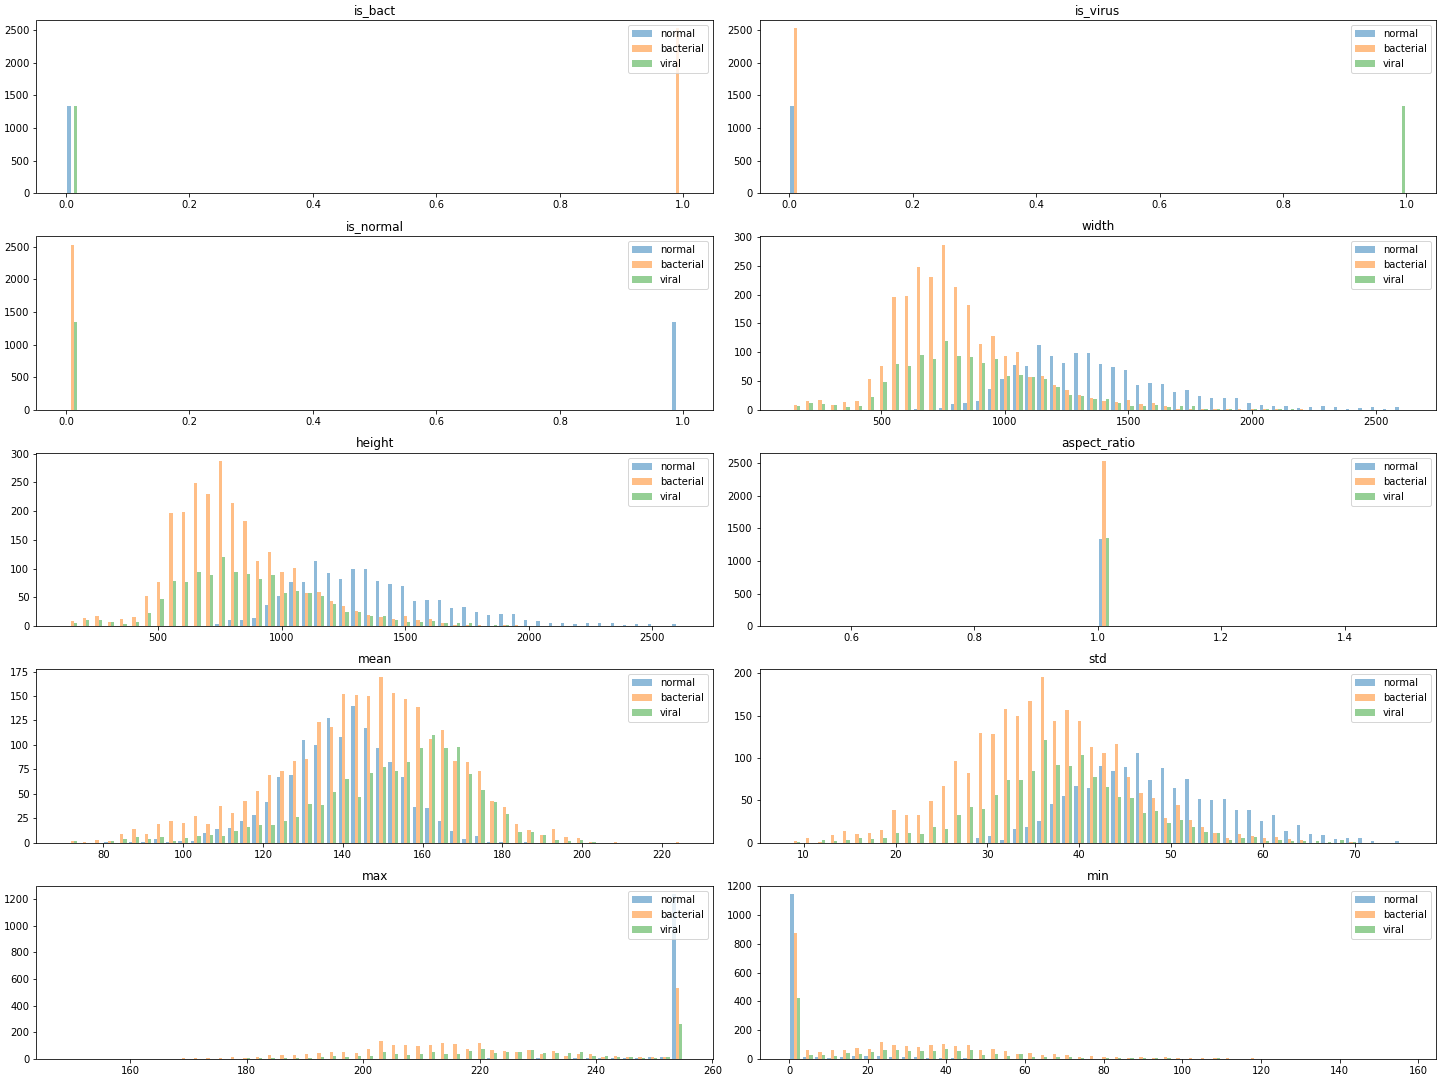 is_bact
2500
2000
1500
1000
500
0
0.0 0.2 0.4 0.6 0.8 1.0
normal
bacterial
viral
is_virus
2500
2000
1500
1000
500
0
0.0 0.2 0.4 0.6 0.8 1.0
normal
bacterial
viral
is_normal
2500
2000
1500
1000
500
0
0.0 0.2 0.4 0.6 0.8 1.0
normal
bacterial
viral
width
300
250
200
150
100
50
0
500 1000 1500 2000 2500
normal
bacterial
viral
height
300
250
200
150
100
50
0
500 1000 1500 2000 2500
normal
bacterial
viral
aspect_ratio
2500
2000
1500
1000
500
0
0.6 0.8 1.0 1.2 1.4
normal
bacterial
viral
mean
175
150
125
100
75
50
25
0
80 100 120 140 160 180 200 220
normal
bacterial
viral
std
200
150
100
50
0
10 20 30 40 50 60 70
normal
bacterial
viral
max
1200
1000
800
600
400
200
0
160 180 200 220 240 260
normal
bacterial
viral
min
1200
1000
800
600
400
200
0
0 20 40 60 80 100 120 140 160
normal
bacterial
viral